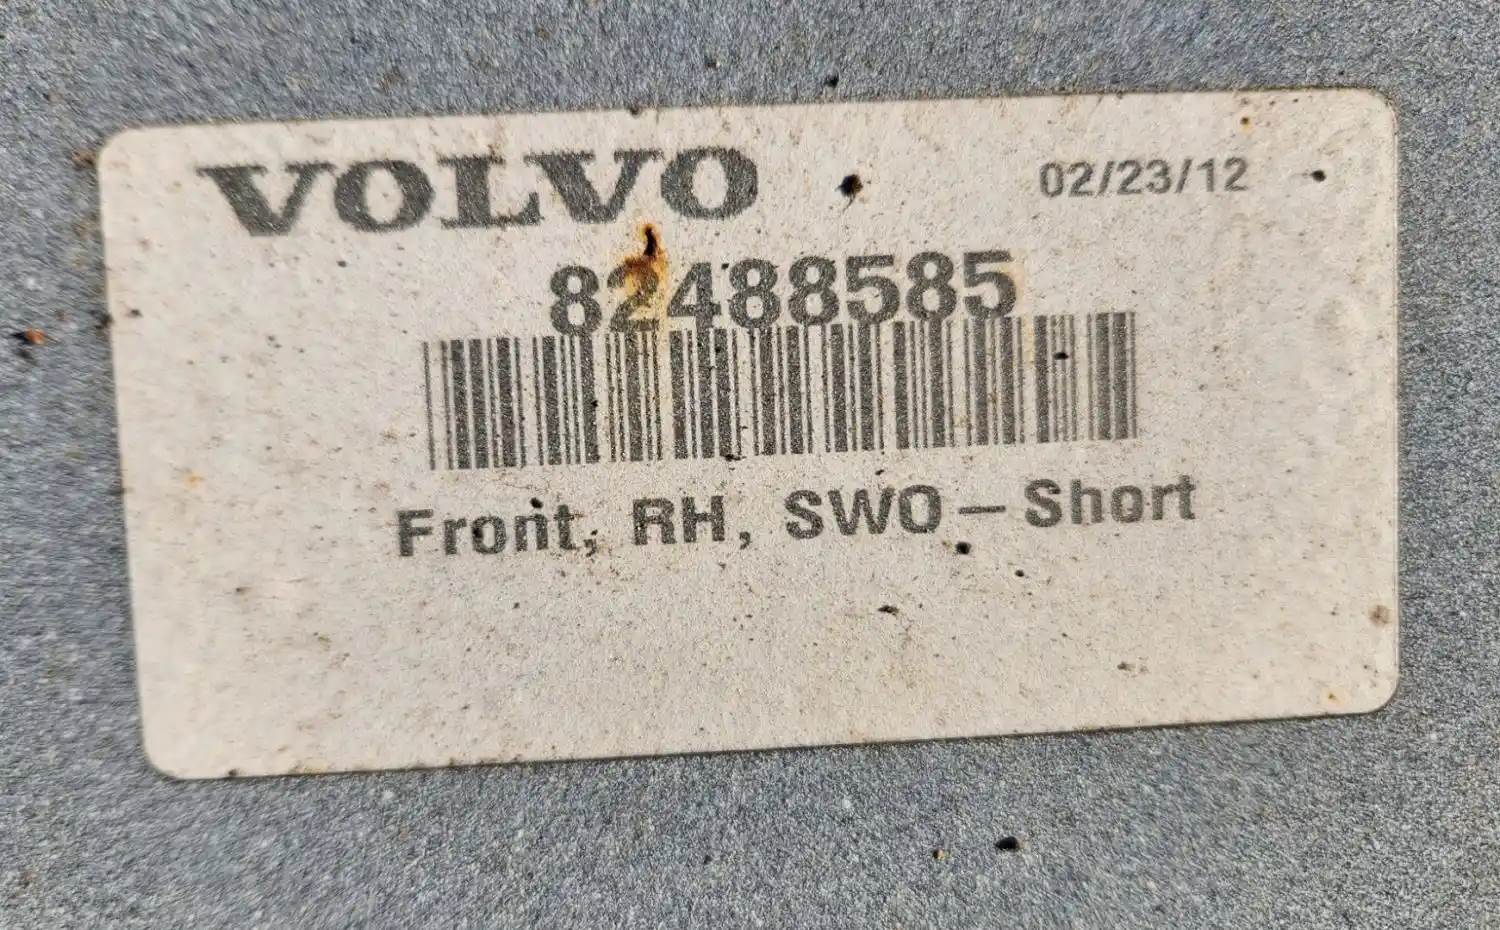 VOLVO 02/23/12
82488585
Front, RH, SWO – Short